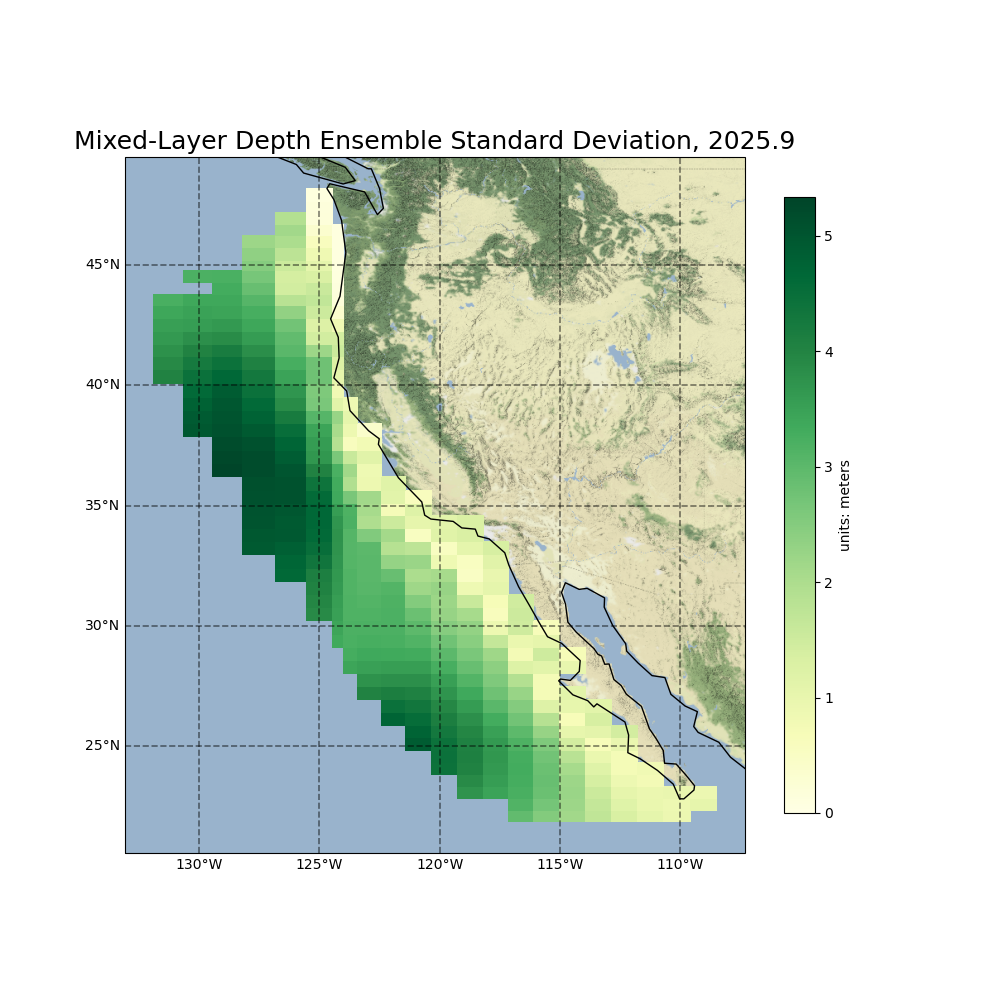 Mixed-Layer Depth Ensemble Standard Deviation, 2025.9
45°N
40°N
35°N
30°N
25°N
130°W
125°W
120°W
115°W
110°W
5
4
3
2
1
0
units: meters